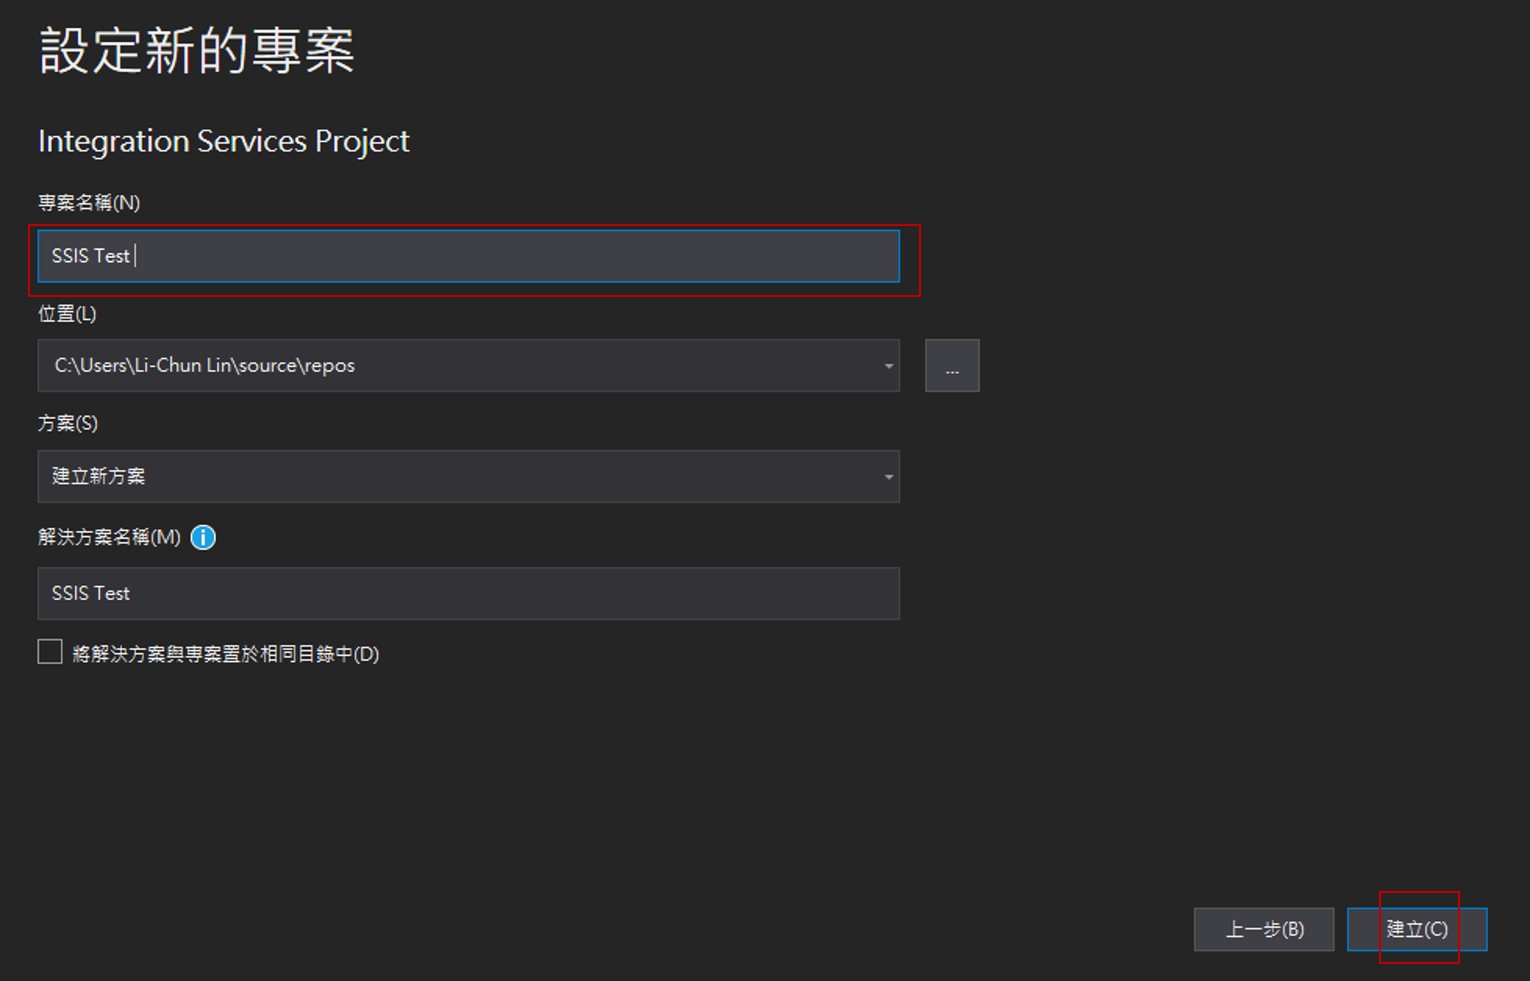 設定新的專案
Integration Services Project
專案名稱(N)
SSIS Test
位置(L)
C:\Users\Li-Chun Lin\source\repos
...
方案(S)
建立新方案
解決方案名稱(M)
SSIS Test
將解決方案與專案置於相同目錄中(D)
上一步(B)
建立(C)